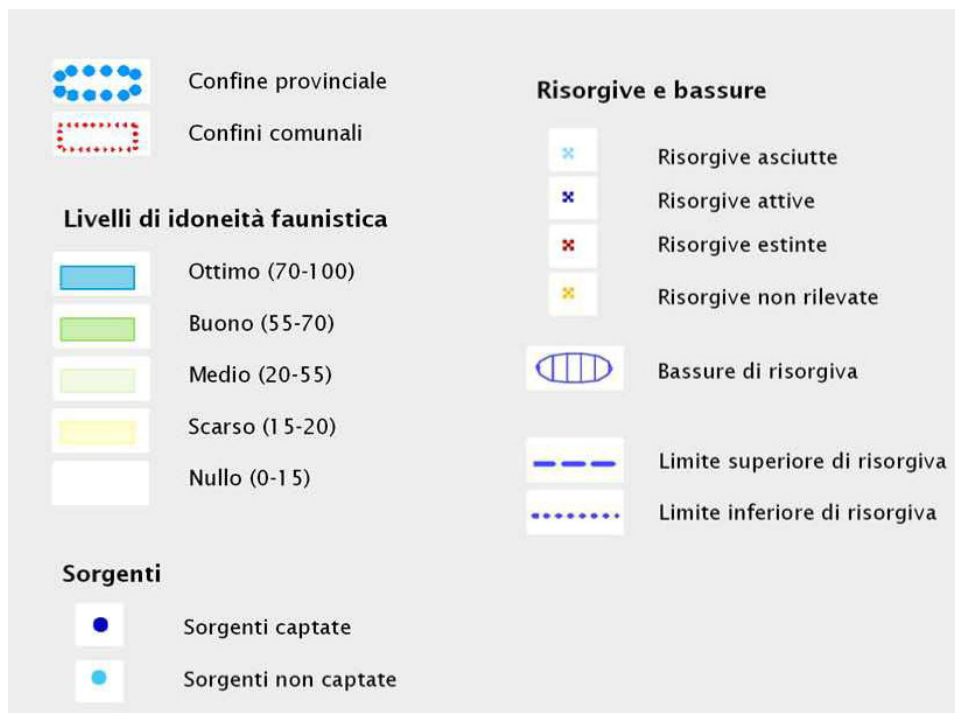 Confine provinciale
Confini comunali
Livelli di idoneità faunistica
Ottimo (70-100)
Buono (55-70)
Medio (20-55)
Scarso (15-20)
Nullo (0-15)
Sorgenti
Sorgenti captate
Sorgenti non captate
Risorgive e bassure
Risorgive asciutte
Risorgive attive
Risorgive estinte
Risorgive non rilevate
Bassure di risorgiva
Limite superiore di risorgiva
Limite inferiore di risorgiva